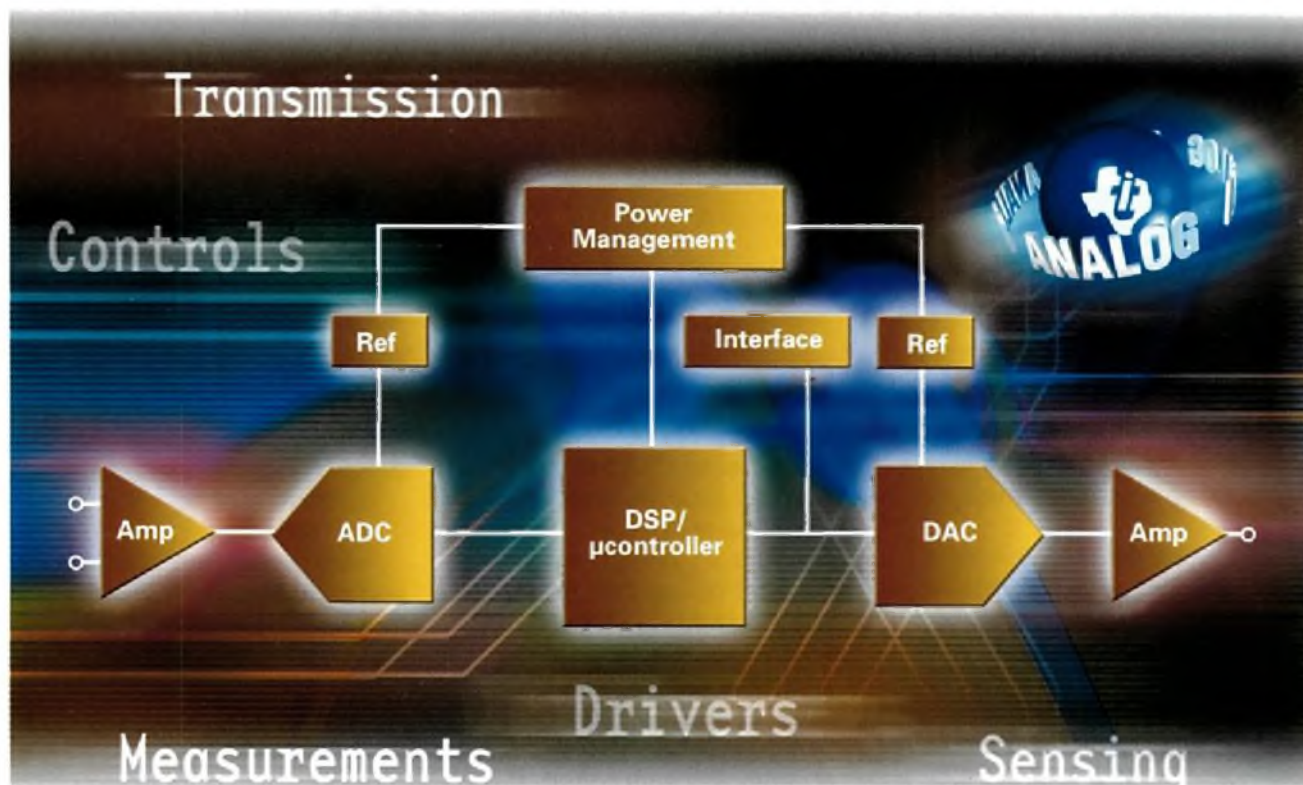 Transmission
Controls
Power
Management
ANALOG
Ref
Interface
Ref
Amp
ADC
DSP/
µcontroller
DAC
Amp
Drivers
Measurements
Sensing